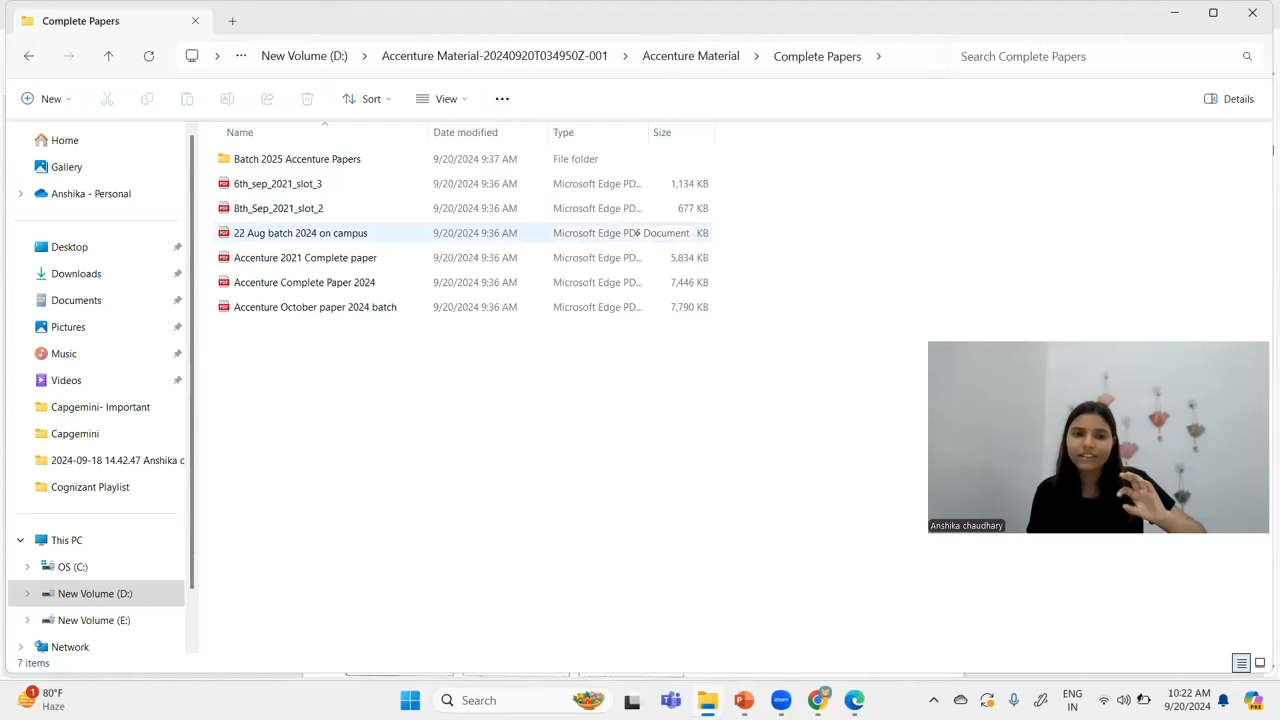 Complete Papers
New Volume (D:)
Accenture Material-20240920T034950Z-001
Accenture Material
Complete Papers
Search Complete Papers
New
Sort
View
Details
Name
Date modified
Type
Size
Home
Gallery
Anshika - Personal
Desktop
Downloads
Documents
Pictures
Music
Videos
Capgemini- Important
Capgemini
2024-09-18 14.42.47 Anshika c
Cognizant Playlist
This PC
OS (C:)
New Volume (D:)
New Volume (E:)
Network
Batch 2025 Accenture Papers 9/20/2024 9:37 AM File folder
6th_sep_2021_slot_3 9/20/2024 9:36 AM Microsoft Edge PD... 1,134 KB
8th_Sep_2021_slot_2 9/20/2024 9:36 AM Microsoft Edge PD... 677 KB
22 Aug batch 2024 on campus 9/20/2024 9:36 AM Microsoft Edge PDF Document KB
Accenture 2021 Complete paper 9/20/2024 9:36 AM Microsoft Edge PD... 5,834 KB
Accenture Complete Paper 2024 9/20/2024 9:36 AM Microsoft Edge PD... 7,446 KB
Accenture October paper 2024 batch 9/20/2024 9:36 AM Microsoft Edge PD... 7,790 KB
Anshika chaudhary
7 items
1
80°F
Haze
Search
zoom
ENG
IN
10:22 AM
9/20/2024
PRE